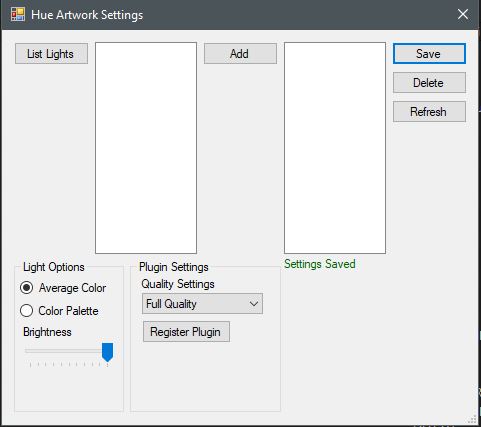 Hue Artwork Settings
List Lights
Add
Save
Delete
Refresh
Settings Saved
Light Options
Average Color
Color Palette
Brightness
Plugin Settings
Quality Settings
Full Quality
Register Plugin